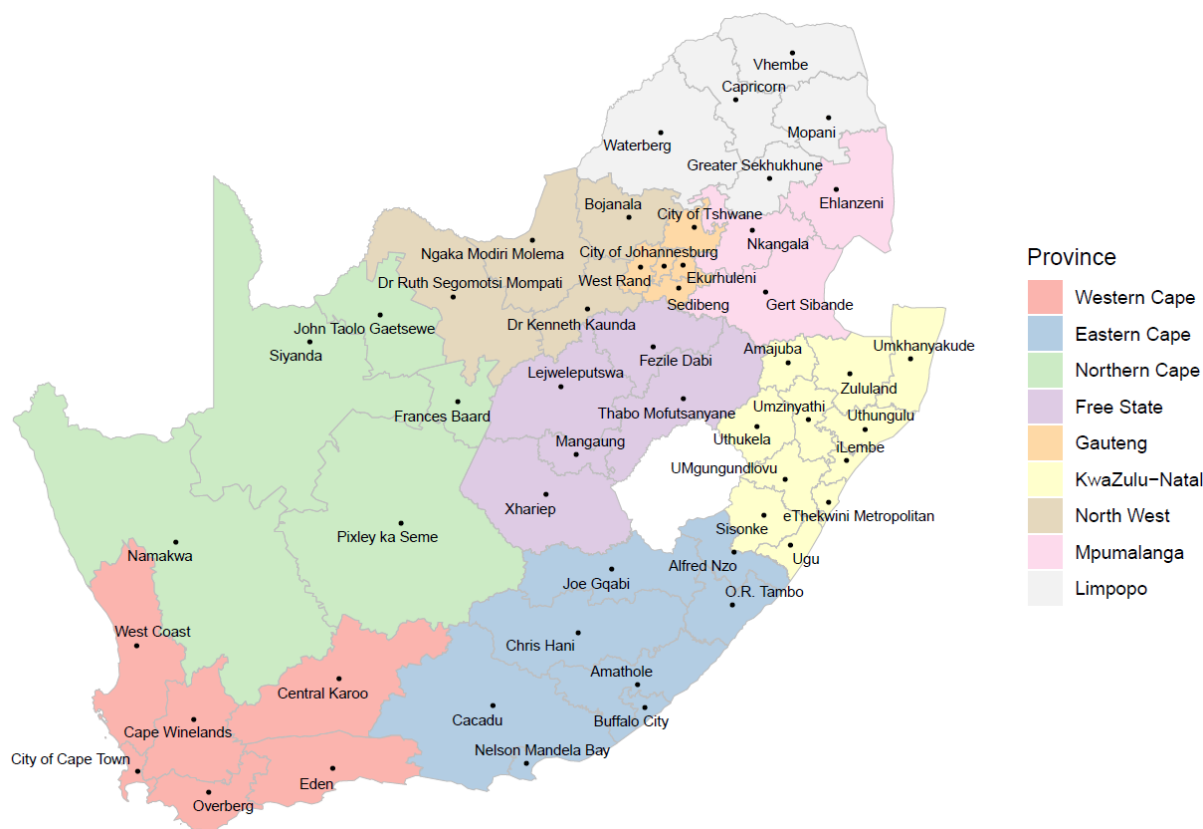 Vhembe
Capricorn
Mopani
Waterberg
Greater Sekhukhune
Ehlanzeni
Bojanala
City of Tshwane
Nkangala
Ngaka Modiri Molema
City of Johannesburg
Dr Ruth Segomotsi Mompati
West Rand
Ekurhuleni
Sedibeng
Gert Sibande
John Taolo Gaetsewe
Dr Kenneth Kaunda
Siyanda
Fezile Dabi
Amajuba
Umkhanyakude
Lejweleputswa
Zululand
Frances Baard
Thabo Mofutsanyane
Umzinyathi
Uthungulu
Uthukela
Mangaung
iLembe
UMgungundlovu
Xhariep
eThekwini Metropolitan
Sisonke
Pixley ka Seme
Namakwa
Ugu
Alfred Nzo
Joe Gqabi
O.R. Tambo
West Coast
Chris Hani
Amathole
Central Karoo
Cacadu
Buffalo City
Cape Winelands
Nelson Mandela Bay
City of Cape Town
Eden
Overberg
Province
Western Cape
Eastern Cape
Northern Cape
Free State
Gauteng
KwaZulu−Natal
North West
Mpumalanga
Limpopo